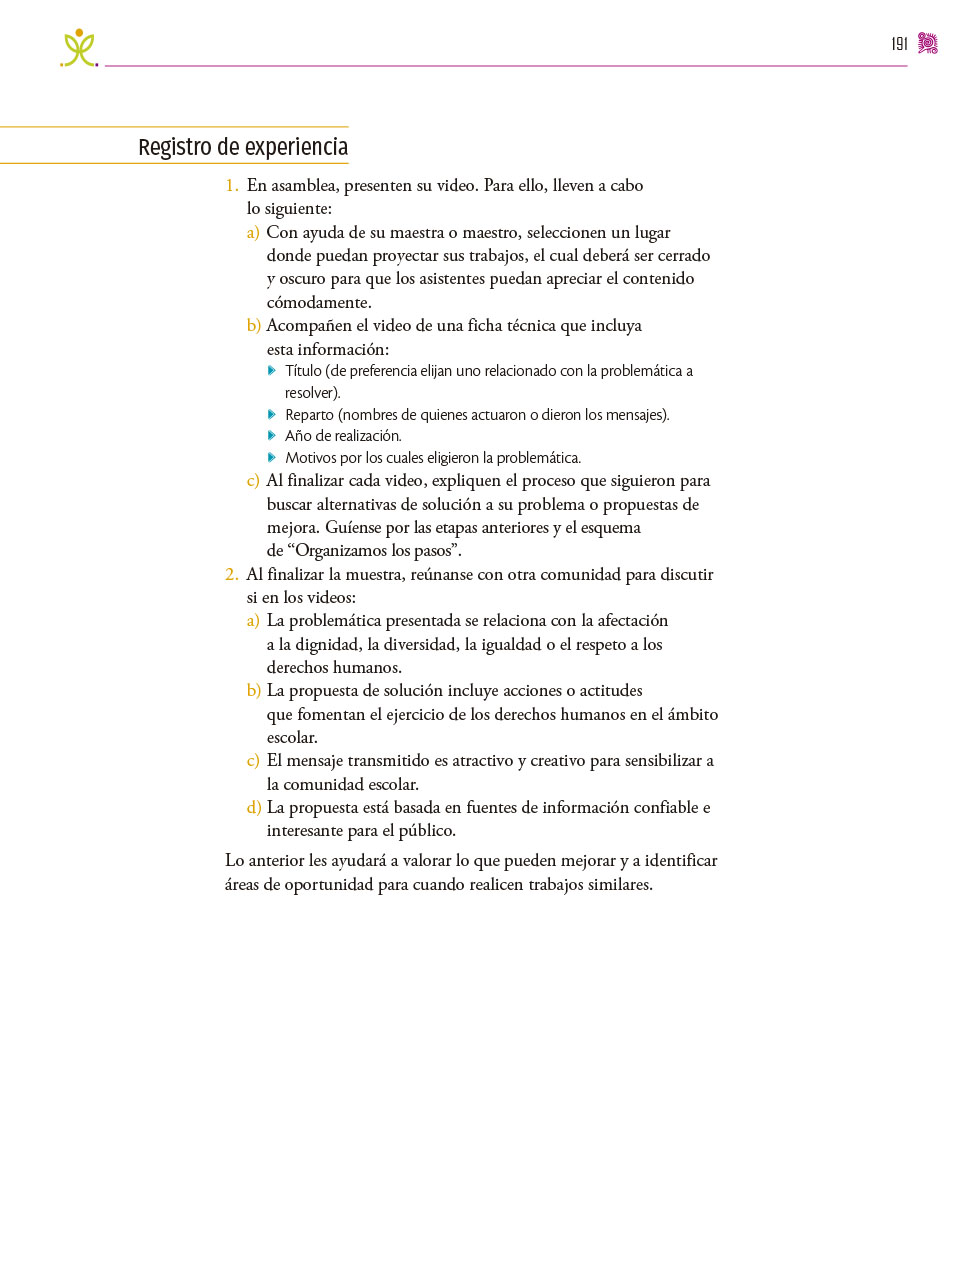 191
Registro de experiencia
1. En asamblea, presenten su video. Para ello, lleven a cabo
lo siguiente:
a) Con ayuda de su maestra o maestro, seleccionen un lugar
donde puedan proyectar sus trabajos, el cual deberá ser cerrado
y oscuro para que los asistentes puedan apreciar el contenido
cómodamente.
b) Acompañen el video de una ficha técnica que incluya
esta información:
Título (de preferencia elijan uno relacionado con la problemática a
resolver).
Reparto (nombres de quienes actuaron o dieron los mensajes).
Año de realización.
Motivos por los cuales eligieron la problemática.
c) Al finalizar cada video, expliquen el proceso que siguieron para
buscar alternativas de solución a su problema o propuestas de
mejora. Guíense por las etapas anteriores y el esquema
de “Organizamos los pasos”.
2. Al finalizar la muestra, reúnanse con otra comunidad para discutir
si en los videos:
a) La problemática presentada se relaciona con la afectación
a la dignidad, la diversidad, la igualdad o el respeto a los
derechos humanos.
b) La propuesta de solución incluye acciones o actitudes
que fomentan el ejercicio de los derechos humanos en el ámbito
escolar.
c) El mensaje transmitido es atractivo y creativo para sensibilizar a
la comunidad escolar.
d) La propuesta está basada en fuentes de información confiable e
interesante para el público.
Lo anterior les ayudará a valorar lo que pueden mejorar y a identificar
áreas de oportunidad para cuando realicen trabajos similares.